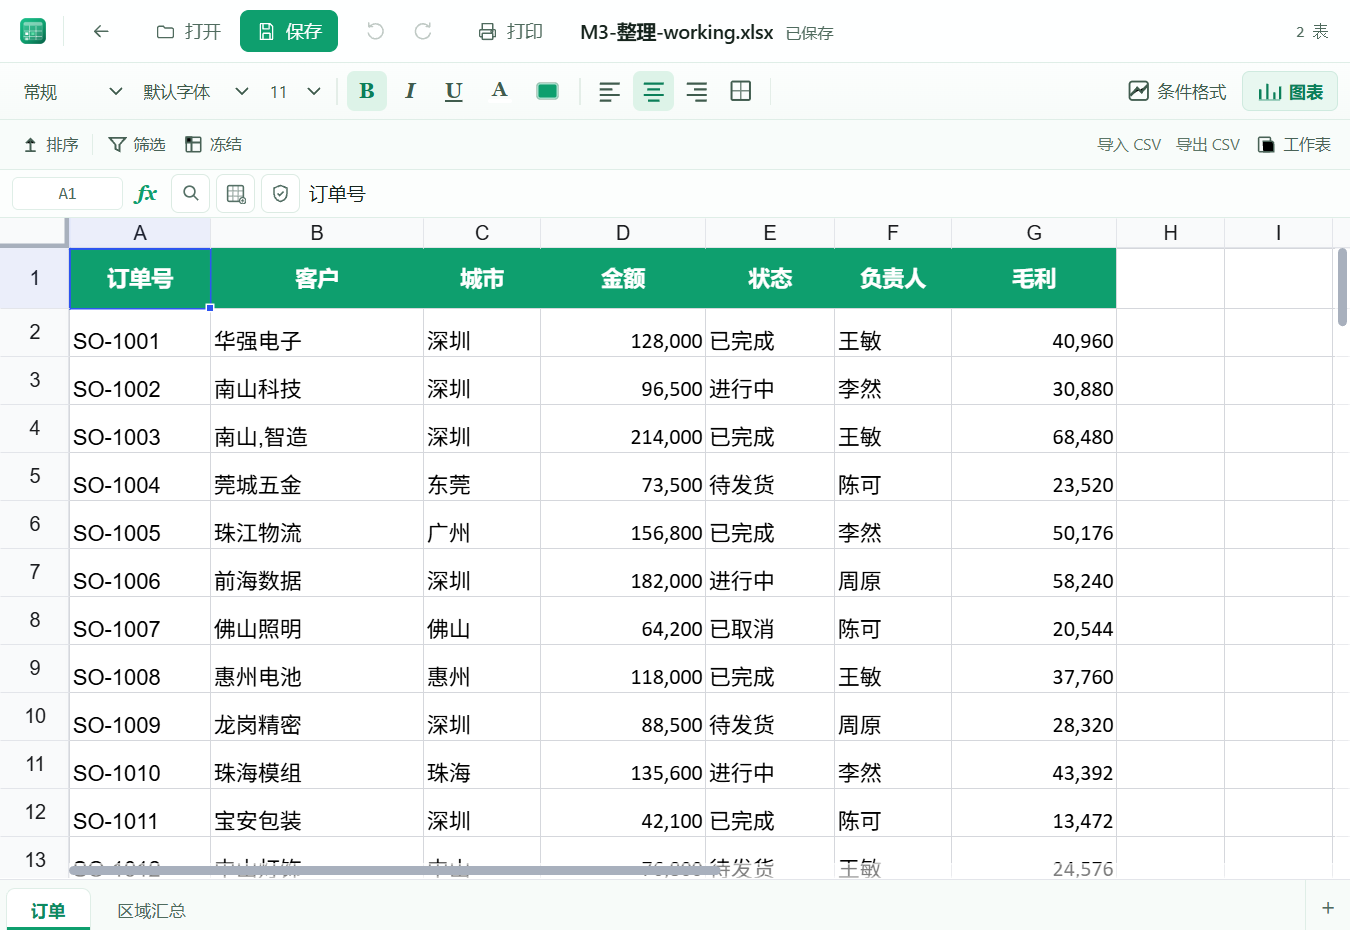 打开 保存 打印 M3-整理-working.xlsx 已保存 2 表
常规 默认字体 11 B I U A 条件格式 图表
排序 筛选 冻结 导入 CSV 导出 CSV 工作表
A1 fx 订单号
A B C D E F G H I
1 订单号 客户 城市 金额 状态 负责人 毛利
2 SO-1001 华强电子 深圳 128,000 已完成 王敏 40,960
3 SO-1002 南山科技 深圳 96,500 进行中 李然 30,880
4 SO-1003 南山,智造 深圳 214,000 已完成 王敏 68,480
5 SO-1004 莞城五金 东莞 73,500 待发货 陈可 23,520
6 SO-1005 珠江物流 广州 156,800 已完成 李然 50,176
7 SO-1006 前海数据 深圳 182,000 进行中 周原 58,240
8 SO-1007 佛山照明 佛山 64,200 已取消 陈可 20,544
9 SO-1008 惠州电池 惠州 118,000 已完成 王敏 37,760
10 SO-1009 龙岗精密 深圳 88,500 待发货 周原 28,320
11 SO-1010 珠海模组 珠海 135,600 进行中 李然 43,392
12 SO-1011 宝安包装 深圳 42,100 已完成 陈可 13,472
13 SO-1012 中山灯饰 中山 76,800 待发货 王敏 24,576
订单 区域汇总